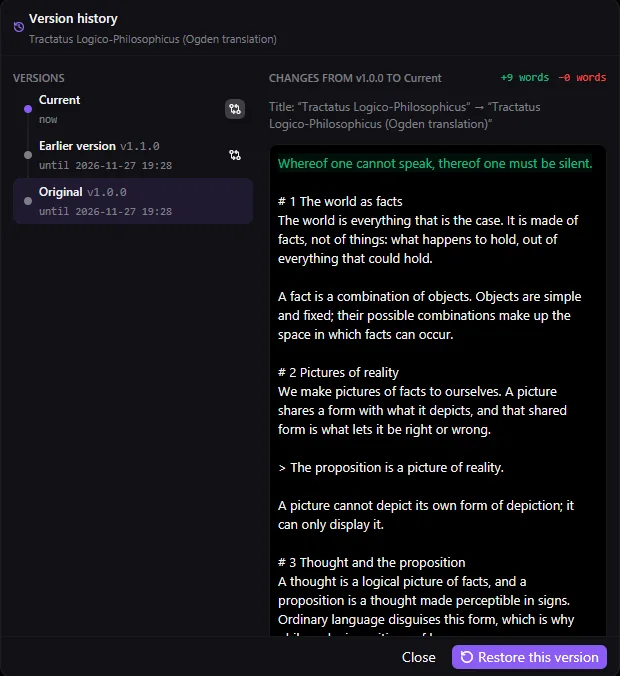 Version history
Tractatus Logico-Philosophicus (Ogden translation)
VERSIONS
Current
now
Earlier version v1.1.0
until 2026-11-27 19:28
Original v1.0.0
until 2026-11-27 19:28
CHANGES FROM v1.0.0 TO Current +9 words −0 words
Title: “Tractatus Logico-Philosophicus” → “Tractatus
Logico-Philosophicus (Ogden translation)”
Whereof one cannot speak, thereof one must be silent.
# 1 The world as facts
The world is everything that is the case. It is made of
facts, not of things: what happens to hold, out of
everything that could hold.
A fact is a combination of objects. Objects are simple
and fixed; their possible combinations make up the
space in which facts can occur.
# 2 Pictures of reality
We make pictures of facts to ourselves. A picture
shares a form with what it depicts, and that shared
form is what lets it be right or wrong.
> The proposition is a picture of reality.
A picture cannot depict its own form of depiction; it
can only display it.
# 3 Thought and the proposition
A thought is a logical picture of facts, and a
proposition is a thought made perceptible in signs.
Ordinary language disguises this form, which is why
Close
Restore this version